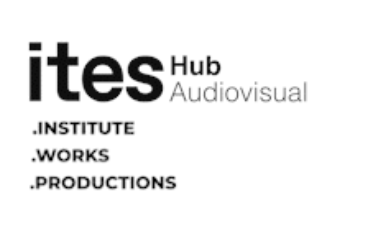 ites Hub
Audiovisual
.INSTITUTE
.WORKS
.PRODUCTIONS